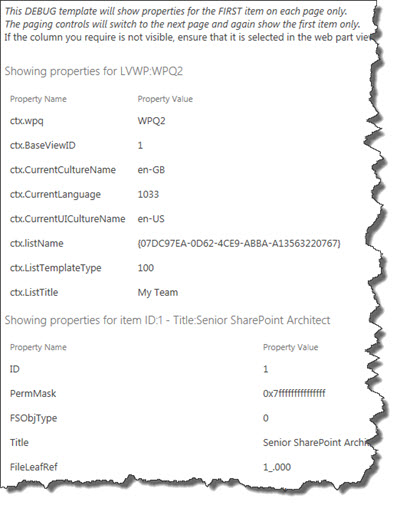 This DEBUG template will show properties for the FIRST item on each page only.
The paging controls will switch to the next page and again show the first item only.
If the column you require is not visible, ensure that it is selected in the web part
Showing properties for LVWP:WPQ2
Property Name Property Value
ctx.wpq WPQ2
ctx.BaseViewID 1
ctx.CurrentCultureName en-GB
ctx.CurrentLanguage 1033
ctx.CurrentUICultureName en-US
ctx.listName {07DC97EA-0D62-4CE9-ABBA-A13563220767}
ctx.ListTemplateType 100
ctx.ListTitle My Team
Showing properties for item ID:1 - Title:Senior SharePoint Architect
Property Name Property Value
ID 1
PermMask 0x7fffffffffffffff
FSObjType 0
Title Senior SharePoint
FileLeafRef 1_.000